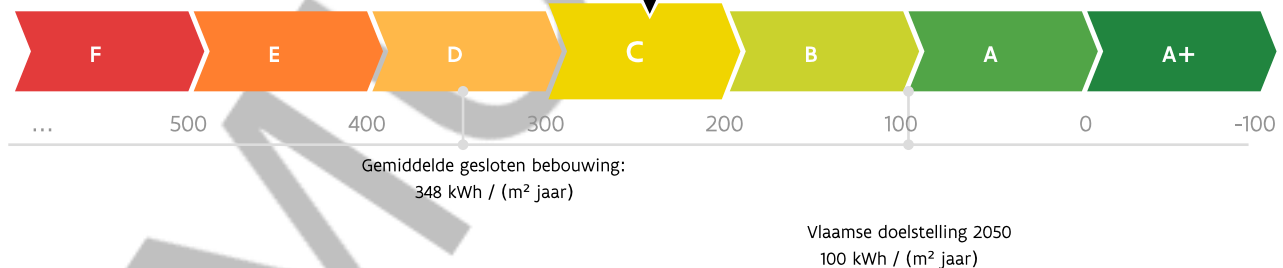 F E D C B A A+
... 500 400 300 200 100 0 -100
Gemiddelde gesloten bebouwing:
348 kWh / (m² jaar)
Vlaamse doelstelling 2050
100 kWh / (m² jaar)